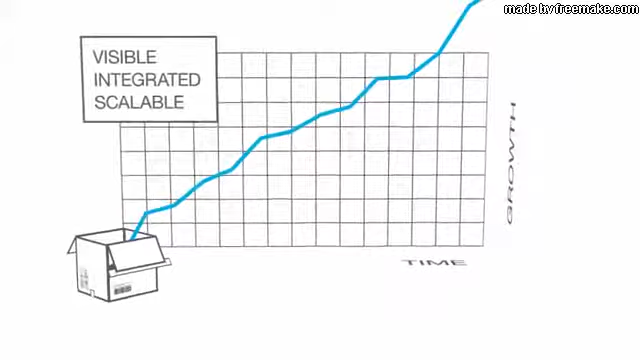 made by freemake.com
VISIBLE
INTEGRATED
SCALABLE
GROWTH
TIME